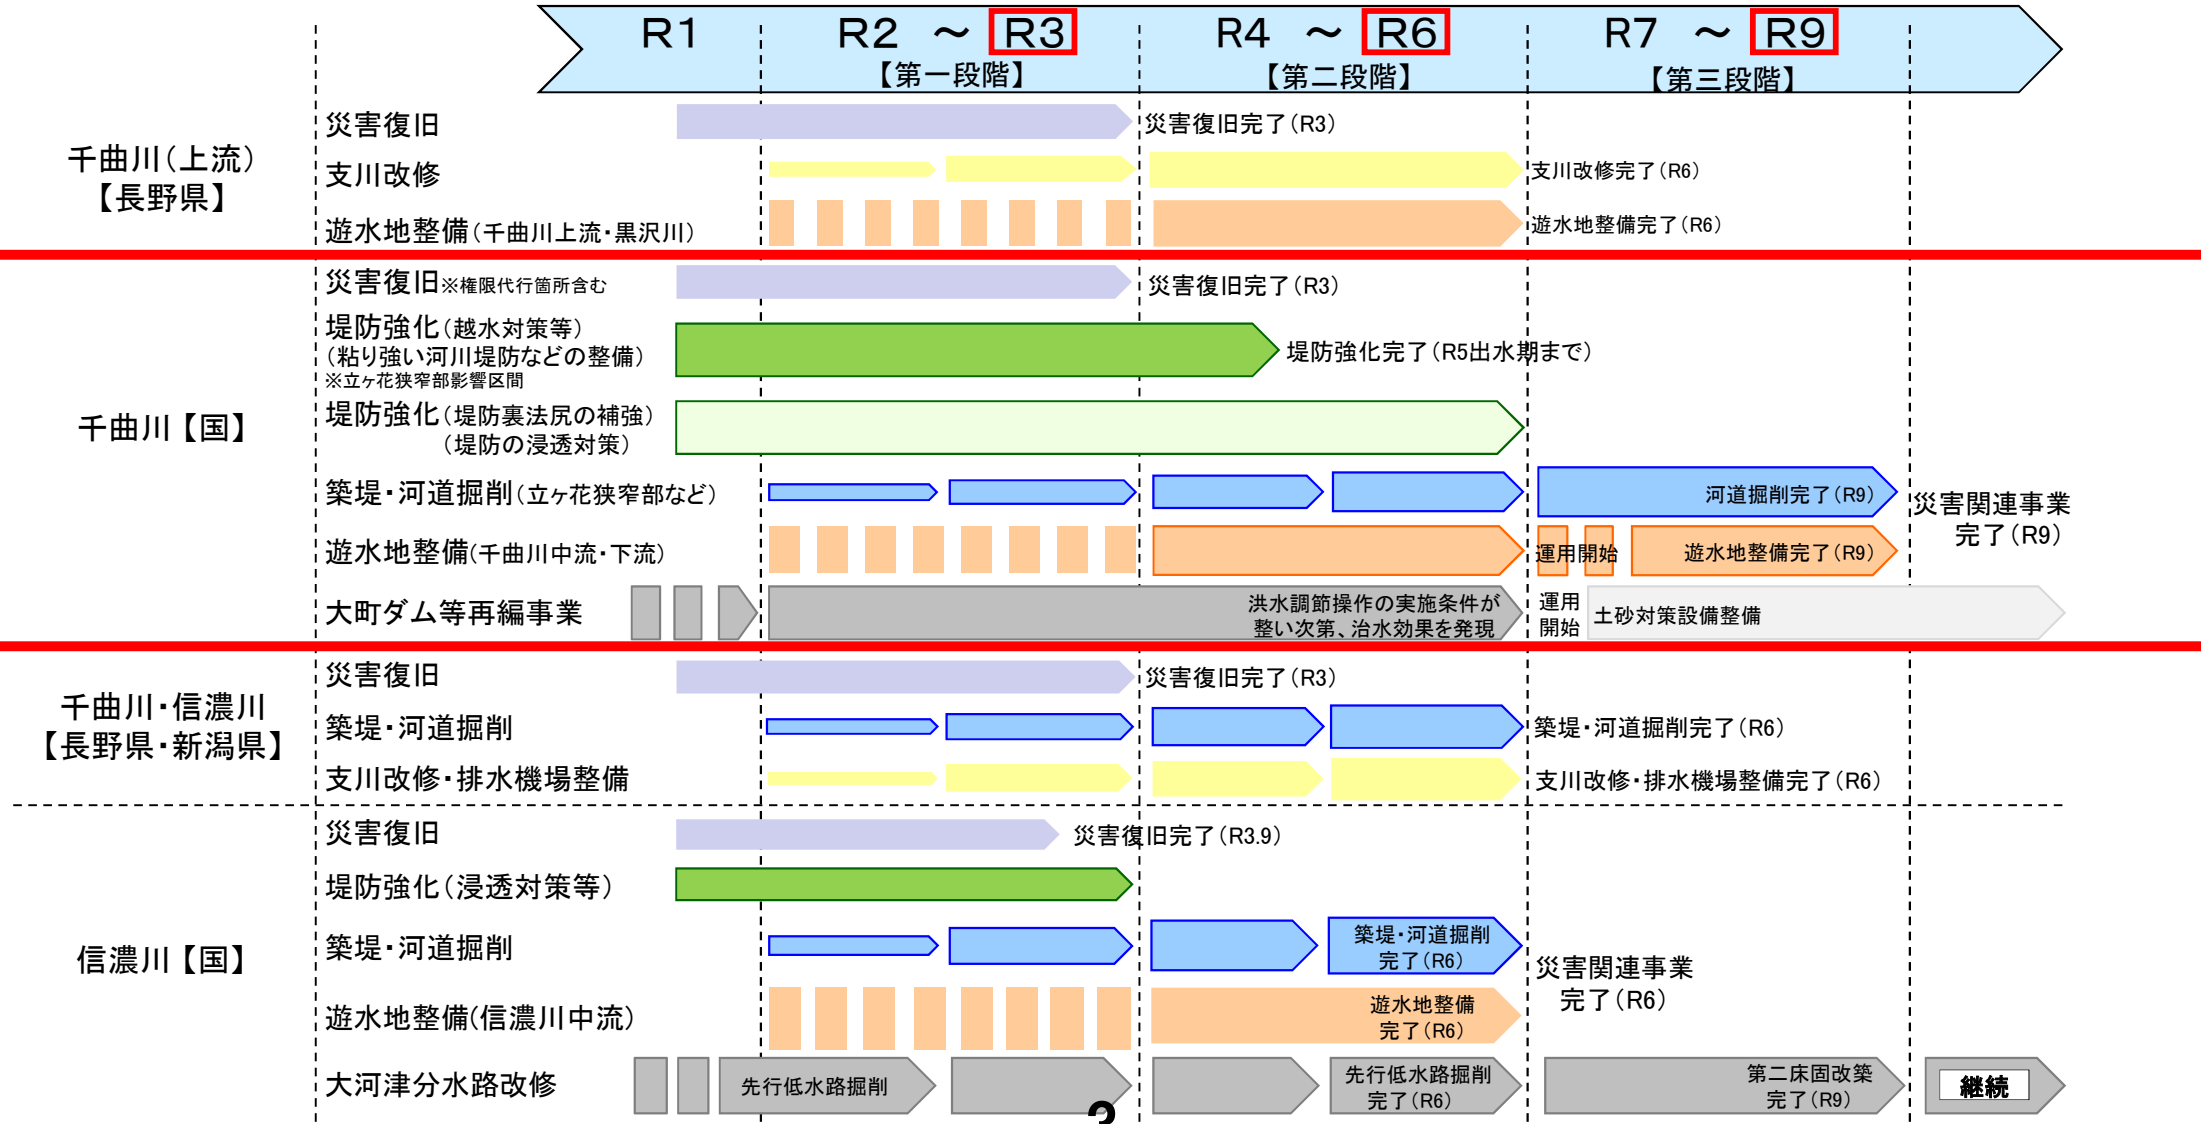 R1
R2 ～ R3
【第一段階】
R4 ～ R6
【第二段階】
R7 ～ R9
【第三段階】
千曲川（上流）
【長野県】
災害復旧
災害復旧完了（R3）
支川改修
支川改修完了（R6）
遊水地整備（千曲川上流・黒沢川）
遊水地整備完了（R6）
千曲川【国】
災害復旧※権限代行箇所含む
災害復旧完了（R3）
堤防強化（越水対策等）
（粘り強い河川堤防などの整備）
※立ヶ花狭窄部影響区間
堤防強化完了（R5出水期まで）
堤防強化（堤防裏法尻の補強）
（堤防の浸透対策）
築堤・河道掘削（立ヶ花狭窄部など）
河道掘削完了（R9）
遊水地整備（千曲川中流・下流）
運用開始
遊水地整備完了（R9）
災害関連事業
完了（R9）
大町ダム等再編事業
洪水調節操作の実施条件が
整い次第、治水効果を発現
運用
開始
土砂対策設備整備
千曲川・信濃川
【長野県・新潟県】
災害復旧
災害復旧完了（R3）
築堤・河道掘削
築堤・河道掘削完了（R6）
支川改修・排水機場整備
支川改修・排水機場整備完了（R6）
信濃川【国】
災害復旧
災害復旧完了（R3.9）
堤防強化（浸透対策等）
築堤・河道掘削
築堤・河道掘削
完了（R6）
遊水地整備(信濃川中流）
遊水地整備
完了（R6）
災害関連事業
完了（R6）
大河津分水路改修
先行低水路掘削
先行低水路掘削
完了（R6）
第二床固改築
完了（R9）
継続